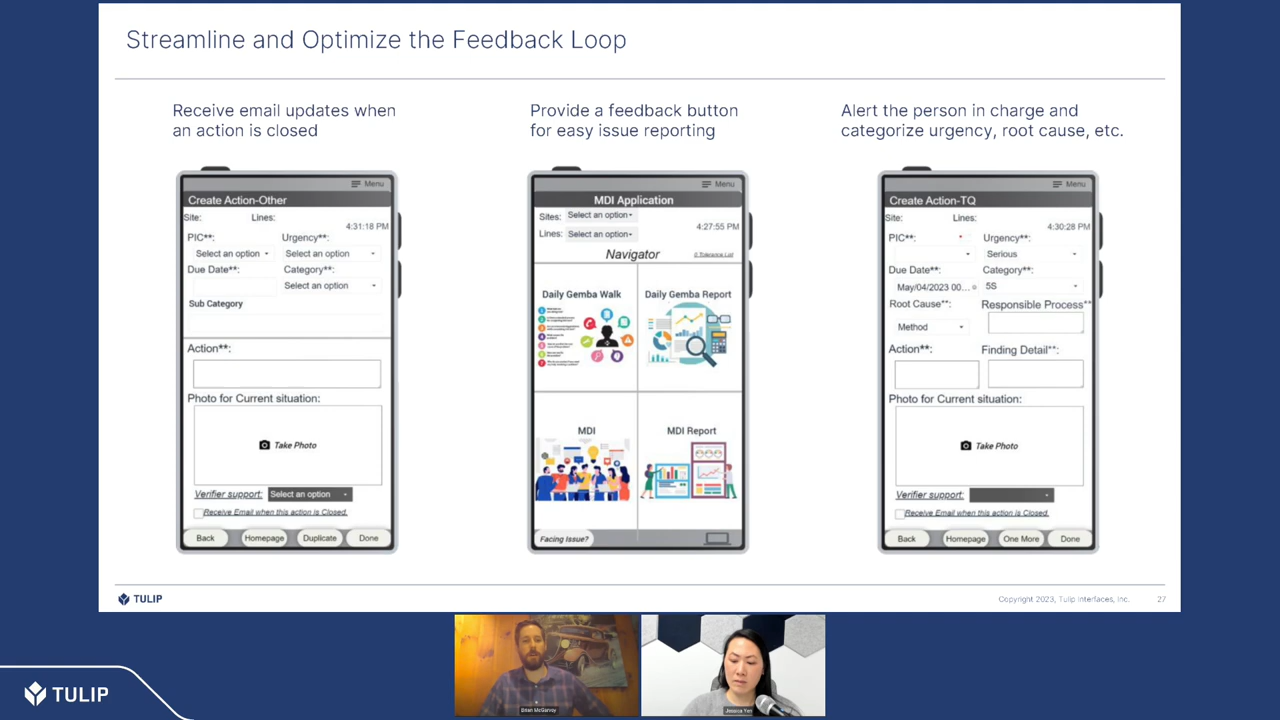 Streamline and Optimize the Feedback Loop
Receive email updates when
an action is closed
Menu
Create Action-Other
Site:
Lines:
4:31:18 PM
PIC**:
Urgency**:
Select an option
Select an option
Due Date**:
Category**:
Select an option
Sub Category
Action**:
Photo for Current situation:
Take Photo
Verifier support:
Select an option
Receive Email when this action is Closed.
Back
Homepage
Duplicate
Done
Provide a feedback button
for easy issue reporting
Menu
MDI Application
Sites:
Select an option
4:27:55 PM
Lines:
Select an option
Navigator
Daily Gemba Walk
Daily Gemba Report
MDI
MDI Report
Facing Issue?
Alert the person in charge and
categorize urgency, root cause, etc.
Menu
Create Action-TQ
Site:
Lines:
4:30:28 PM
PIC**:
*
Urgency**:
Serious
Due Date**:
Category**:
May/04/2023 00...
5S
Root Cause**:
Responsible Process**
Method
Action**:
Finding Detail**:
Photo for Current situation:
Take Photo
Verifier support:
Receive Email when this action is Closed.
Back
Homepage
One More
Done
TULIP
Copyright 2023, Tulip Interfaces, Inc.
27
TULIP
Brian McGarvoy